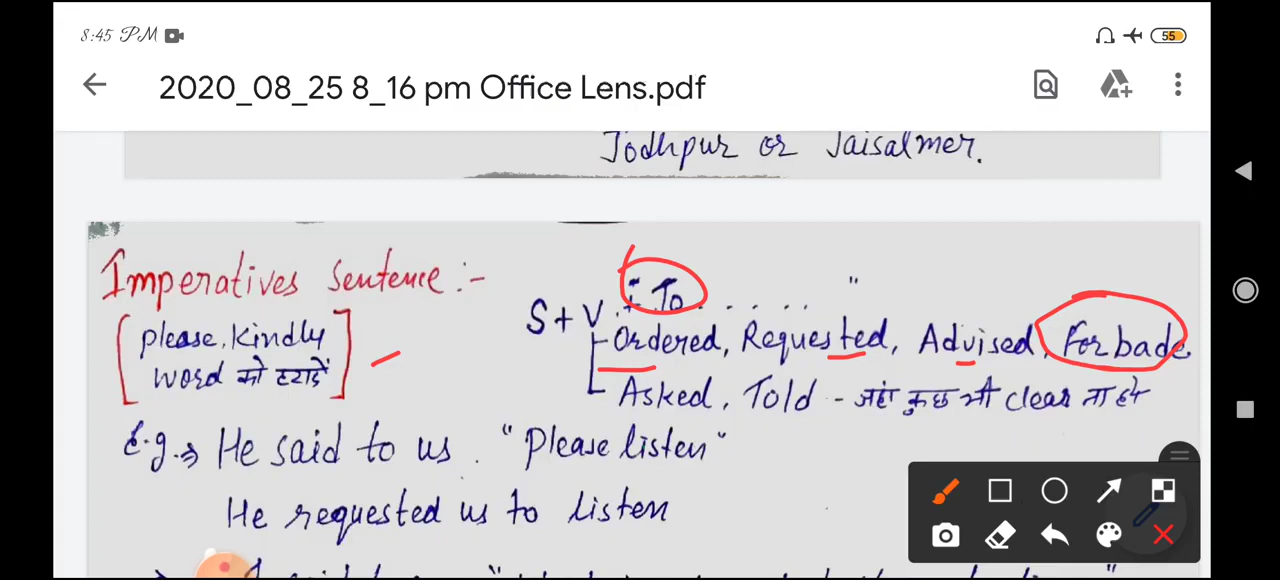 8:45 PM
55
2020_08_25 8_16 pm Office Lens.pdf
Jodhpur or Jaisalmer.
Imperatives Sentence :-
[Please, Kindly
word को हटादें]
S + V + To . . . . . "
Ordered, Requested, Advised, Forbade
Asked, Told - जहां कुछ भी clear ना हो
E.g.→ He said to us . "Please listen"
He requested us to listen